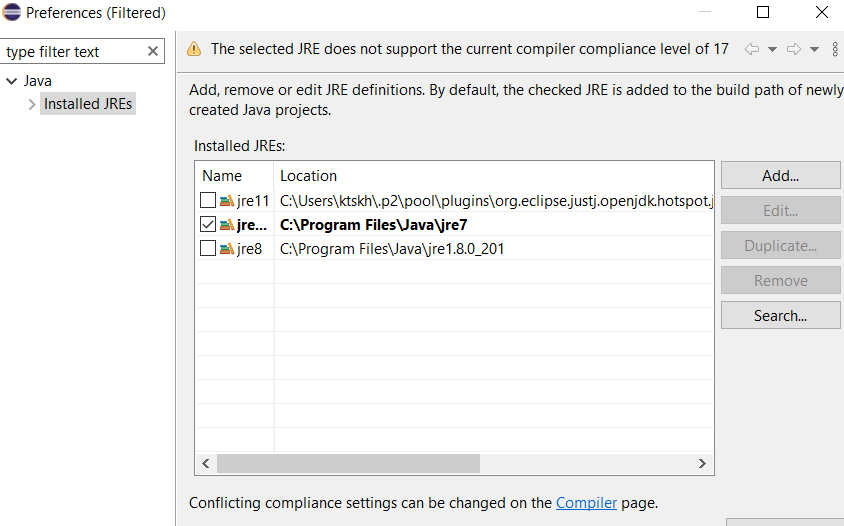 Preferences (Filtered)
type filter text
The selected JRE does not support the current compiler compliance level of 17
Java
Installed JREs
Add, remove or edit JRE definitions. By default, the checked JRE is added to the build path of newly
created Java projects.
Installed JREs:
Name Location
jre11 C:\Users\ktskh\.p2\pool\plugins\org.eclipse.justj.openjdk.hotspot.j
jre... C:\Program Files\Java\jre7
jre8 C:\Program Files\Java\jre1.8.0_201
Add...
Edit...
Duplicate...
Remove
Search...
Conflicting compliance settings can be changed on the Compiler page.